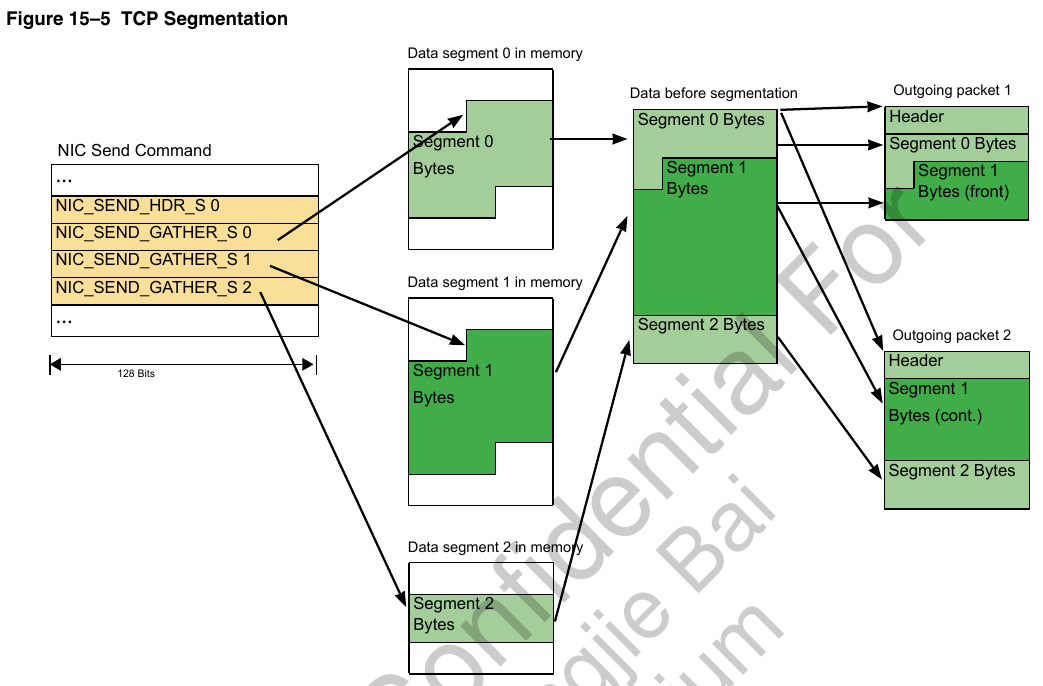 Figure 15–5 TCP Segmentation
NIC Send Command
...
NIC_SEND_HDR_S 0
NIC_SEND_GATHER_S 0
NIC_SEND_GATHER_S 1
NIC_SEND_GATHER_S 2
...
128 Bits
Data segment 0 in memory
Segment 0
Bytes
Data segment 1 in memory
Segment 1
Bytes
Data segment 2 in memory
Segment 2
Bytes
Data before segmentation
Segment 0 Bytes
Segment 1
Bytes
Segment 2 Bytes
Outgoing packet 1
Header
Segment 0 Bytes
Segment 1
Bytes (front)
Outgoing packet 2
Header
Segment 1
Bytes (cont.)
Segment 2 Bytes
Confidential For
Bai